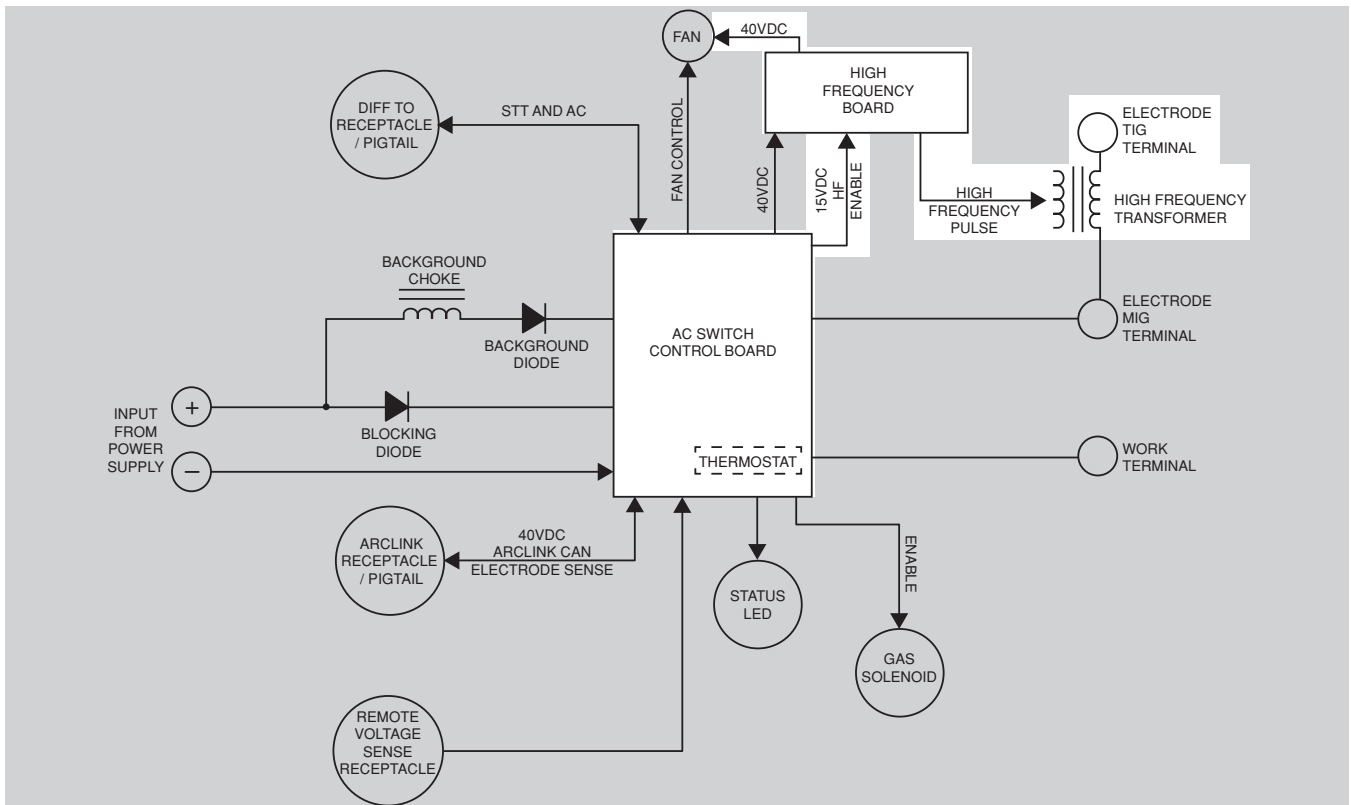 FAN
40VDC
HIGH
FREQUENCY
BOARD
DIFF TO
RECEPTACLE
/ PIGTAIL
STT AND AC
FAN CONTROL
40VDC
15VDC
HF
ENABLE
HIGH
FREQUENCY
PULSE
ELECTRODE
TIG
TERMINAL
HIGH FREQUENCY
TRANSFORMER
BACKGROUND
CHOKE
BACKGROUND
DIODE
AC SWITCH
CONTROL BOARD
ELECTRODE
MIG
TERMINAL
INPUT
FROM
POWER
SUPPLY
+
−
BLOCKING
DIODE
THERMOSTAT
WORK
TERMINAL
ARCLINK
RECEPTACLE
/ PIGTAIL
40VDC
ARCLINK CAN
ELECTRODE SENSE
STATUS
LED
ENABLE
GAS
SOLENOID
REMOTE
VOLTAGE
SENSE
RECEPTACLE